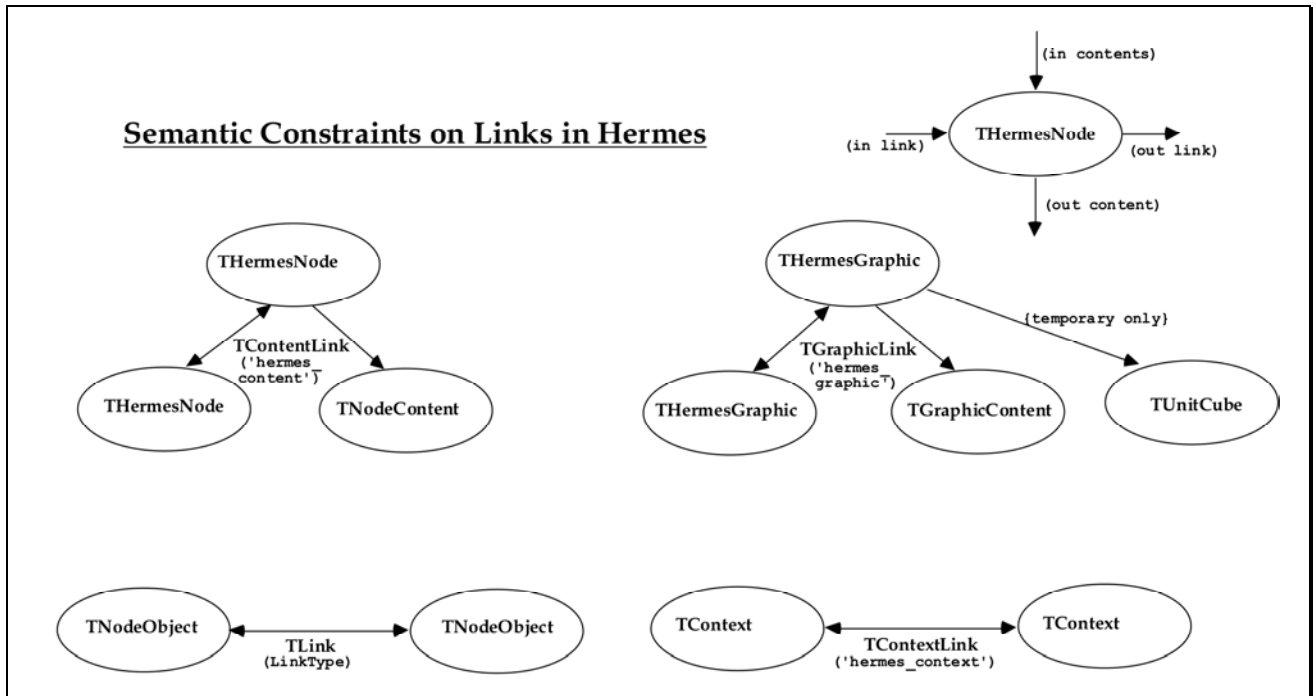 (in contents)
Semantic Constraints on Links in Hermes
THermesNode
(in link)
(out link)
(out content)
THermesNode
TContentLink
('hermes_
content')
THermesNode
TNodeContent
THermesGraphic
{temporary only}
TGraphicLink
('hermes_
graphic')
THermesGraphic
TGraphicContent
TUnitCube
TNodeObject
TLink
(LinkType)
TNodeObject
TContext
TContextLink
('hermes_context')
TContext